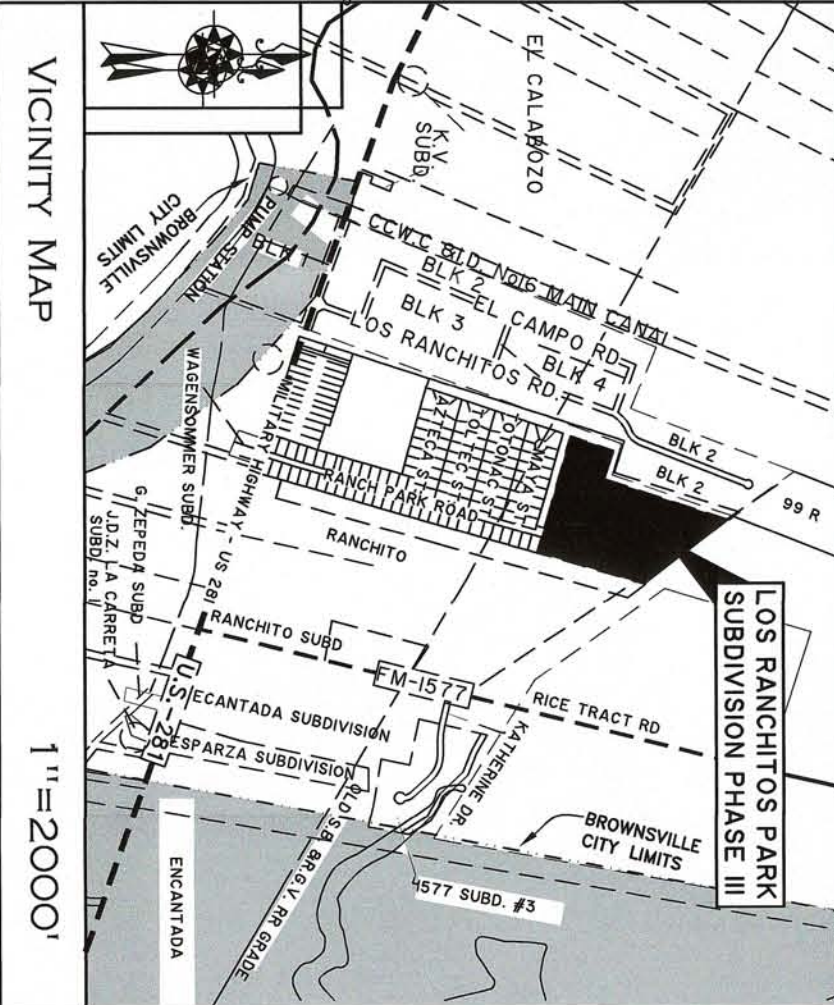 VICINITY MAP
1"=2000'
LOS RANCHITOS PARK
SUBDIVISION PHASE III
EL CALABOZO
K.V.
SUBD.
CCW.C &I.D. No16 MAIN CANAL
BLK 2
EL CAMPO RD.
BLK 3
BLK 4
LOS RANCHITOS RD.
BLK 2
BLK 2
99 R
BROWNSVILLE
CITY LIMITS
PUMP STATION
BLK 1
WAGENSOMMER SUBD.
MILITARY HIGHWAY - US 281
MAYA ST.
TOTONAC ST
TOLTEC ST
AZTECA ST
RANCH PARK ROAD
RANCHITO
G. ZEPEDA SUBD
J.D.Z. LA CARRETA
SUBD. no. 1
RANCHITO SUBD
FM-1577
RICE TRACT RD
U.S-281
ECANTADA SUBDIVISION
ESPARZA SUBDIVISION
KATHERINE DR.
BROWNSVILLE
CITY LIMITS
OLD S.B. BR.G.V. RR GRADE
1577 SUBD. #3
ENCANTADA